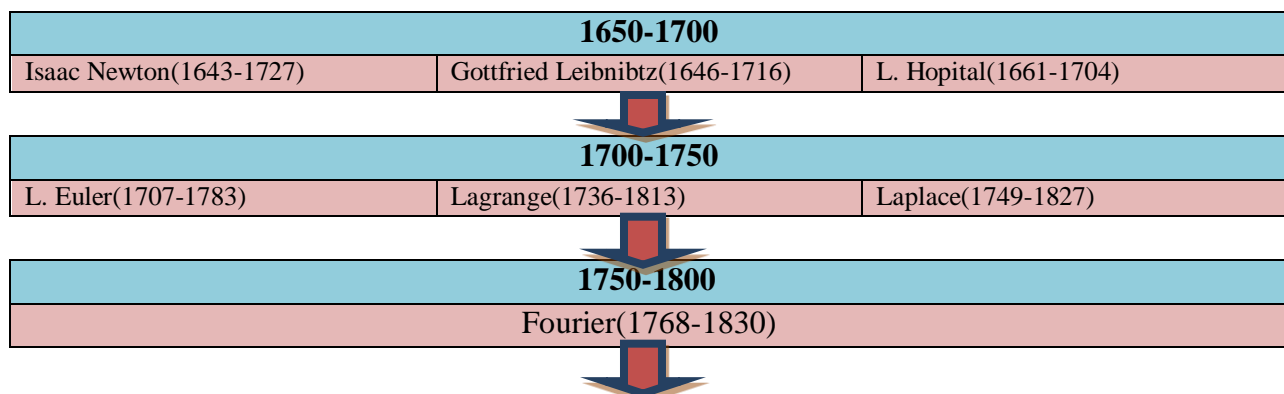 1650-1700
Isaac Newton(1643-1727) Gottfried Leibnibtz(1646-1716) L. Hopital(1661-1704)
1700-1750
L. Euler(1707-1783) Lagrange(1736-1813) Laplace(1749-1827)
1750-1800
Fourier(1768-1830)